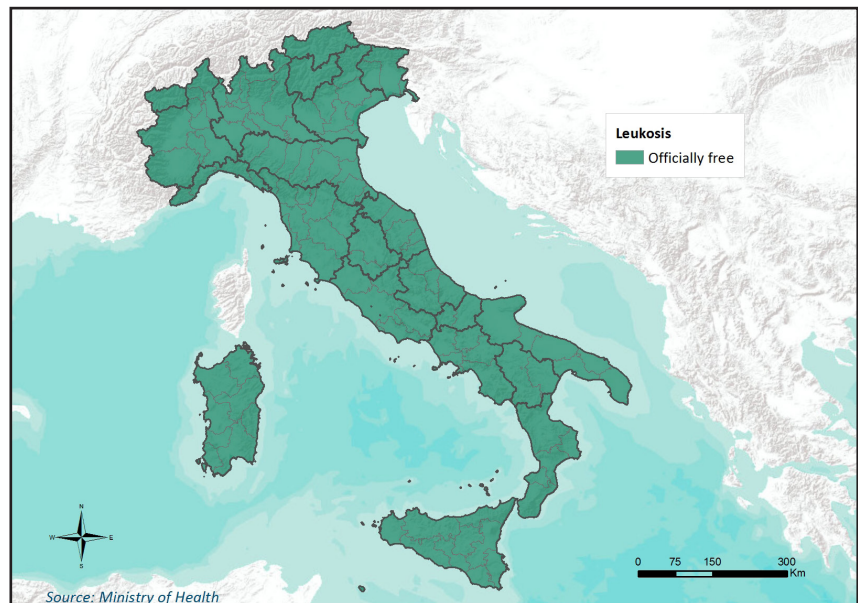 Leukosis
Officially free
N
W E
S
0 75 150 300
Km
Source: Ministry of Health